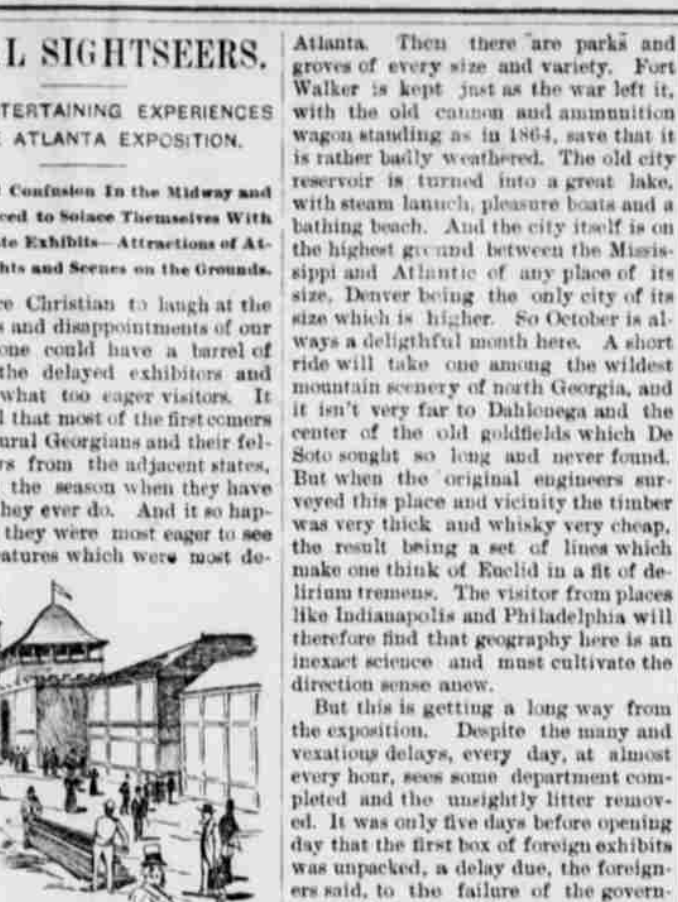 L SIGHTSEERS.
TERTAINING EXPERIENCES
ATLANTA EXPOSITION.
Confusion In the Midway and
ced to Solace Themselves With
te Exhibits—Attractions of At-
hts and Scenes on the Grounds.
ce Christian to laugh at the
s and disappointments of our
one could have a barrel of
the delayed exhibitors and
what too eager visitors. It
l that most of the first comers
ural Georgians and their fel-
rs from the adjacent states,
the season when they have
hey ever do. And it so hap-
they were most eager to see
eatures which were most de-
Atlanta. Then there are parks and
groves of every size and variety. Fort
Walker is kept just as the war left it,
with the old cannon and ammunition
wagon standing as in 1864, save that it
is rather badly weathered. The old city
reservoir is turned into a great lake,
with steam launch, pleasure boats and a
bathing beach. And the city itself is on
the highest ground between the Missis-
sippi and Atlantic of any place of its
size, Denver being the only city of its
size which is higher. So October is al-
ways a deligthful month here. A short
ride will take one among the wildest
mountain scenery of north Georgia, and
it isn't very far to Dahlonega and the
center of the old goldfields which De
Soto sought so long and never found.
But when the original engineers sur-
veyed this place and vicinity the timber
was very thick and whisky very cheap,
the result being a set of lines which
make one think of Euclid in a fit of de-
lirium tremens. The visitor from places
like Indianapolis and Philadelphia will
therefore find that geography here is an
inexact science and must cultivate the
direction sense anew.
But this is getting a long way from
the exposition. Despite the many and
vexatious delays, every day, at almost
every hour, sees some department com-
pleted and the unsightly litter remov-
ed. It was only five days before opening
day that the first box of foreign exhibits
was unpacked, a delay due, the foreign-
ers said, to the failure of the govern-